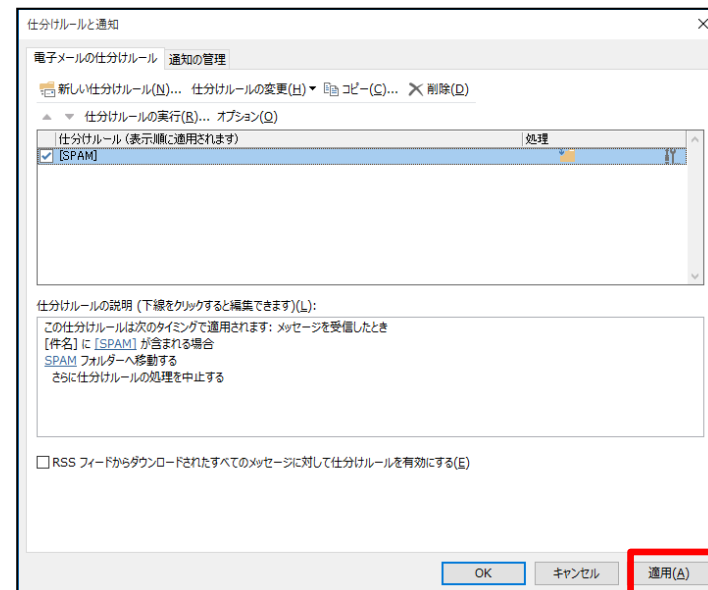 仕分けルールと通知
電子メールの仕分けルール 通知の管理
新しい仕分けルール(N)... 仕分けルールの変更(H) コピー(C)... 削除(D)
仕分けルールの実行(R)... オプション(O)
仕分けルール (表示順に適用されます) 処理
[SPAM]
仕分けルールの説明 (下線をクリックすると編集できます)(L):
この仕分けルールは次のタイミングで適用されます: メッセージを受信したとき
[件名] に [SPAM] が含まれる場合
SPAM フォルダーへ移動する
さらに仕分けルールの処理を中止する
RSS フィードからダウンロードされたすべてのメッセージに対して仕分けルールを有効にする(E)
OK キャンセル 適用(A)